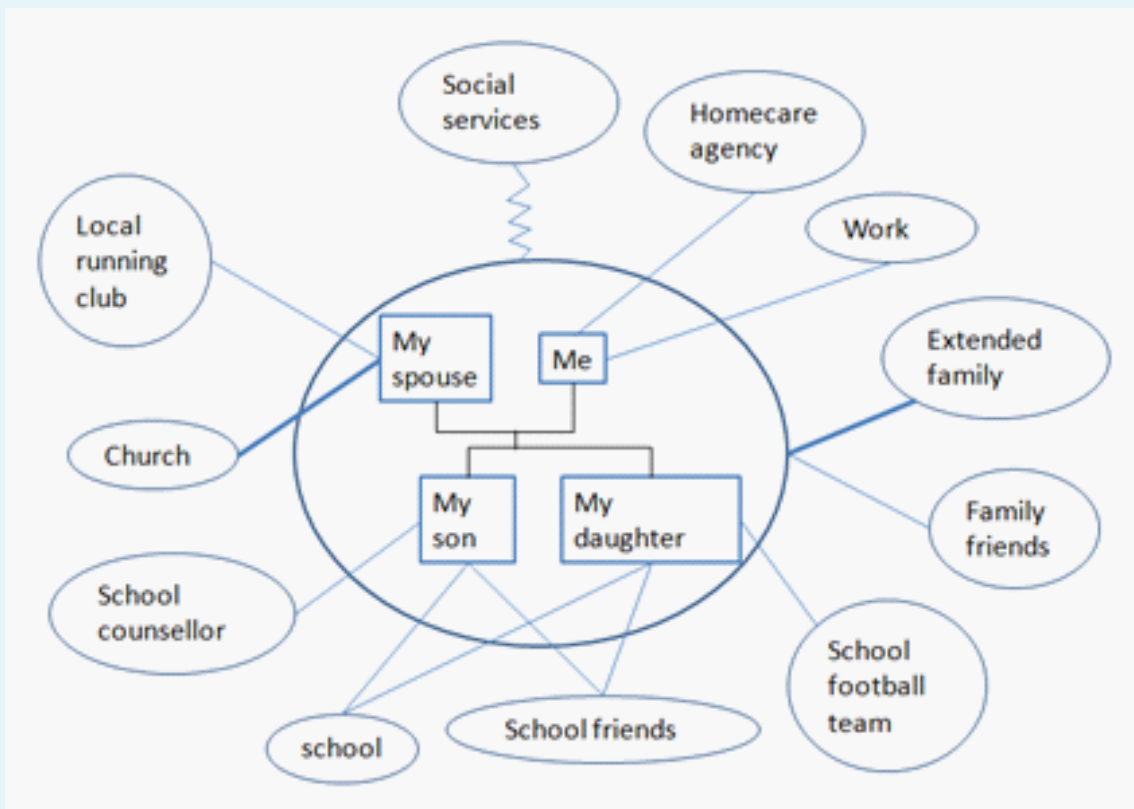 Social
services
Homecare
agency
Local
running
club
Work
My
spouse
Me
Extended
family
Church
My
son
My
daughter
Family
friends
School
counsellor
School
football
team
school
School friends